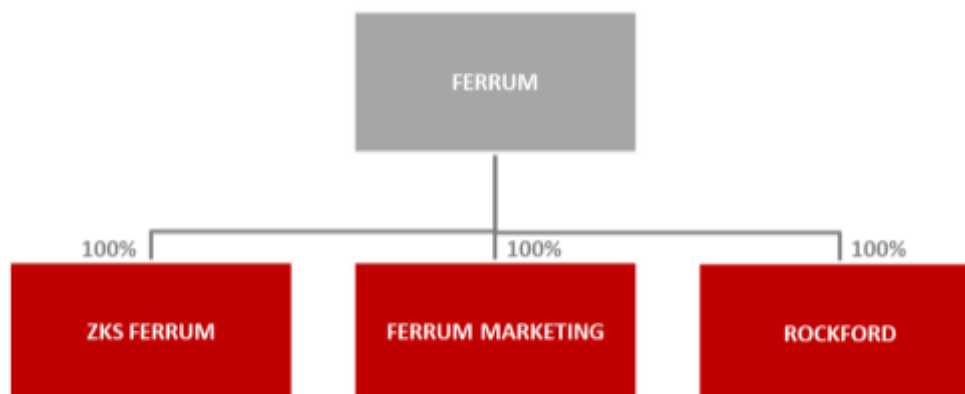 FERRUM
100%
100%
100%
ZKS FERRUM
FERRUM MARKETING
ROCKFORD